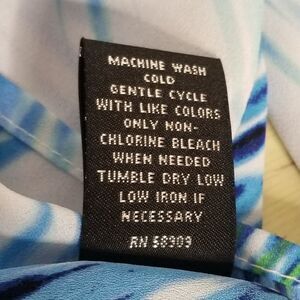 MACHINE WASH
COLD
GENTLE CYCLE
WITH LIKE COLORS
ONLY NON-
CHLORINE BLEACH
WHEN NEEDED
TUMBLE DRY LOW
LOW IRON IF
NECESSARY
RN 58909